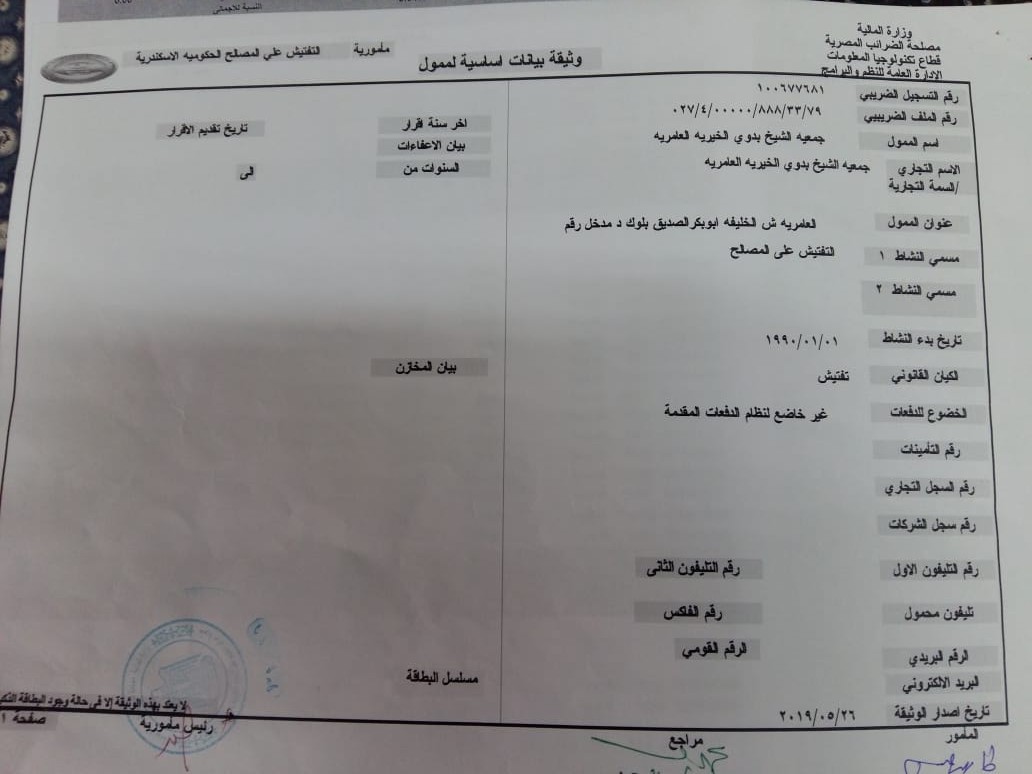 النسبة للاجمالى
وزارة المالية
مصلحة الضرائب المصرية
قطاع تكنولوجيا المعلومات
الادارة العامة للنظم والبرامج
وثيقة بيانات اساسية لممول
مأمورية التفتيش علي المصالح الحكوميه الاسكندرية
رقم التسجيل الضريبي ١٠٠٦٧٧٦٨١
رقم الملف الضريبيي ٠٢٧/٤/٠٠٠٠٠/٨٨٨/٣٣/٧٩
اسم الممول جمعيه الشيخ بدوي الخيريه العامريه
الاسم التجاري جمعيه الشيخ بدوي الخيريه العامريه
/السمة التجارية
عنوان الممول العامريه ش الخليفه ابوبكرالصديق بلوك د مدخل رقم
مسمي النشاط ١ التفتيش على المصالح
مسمي النشاط ٢
تاريخ بدء النشاط ١٩٩٠/٠١/٠١
الكيان القانوني تفتيش
الخضوع للدفعات غير خاضع لنظام الدفعات المقدمة
رقم التأمينات
رقم السجل التجاري
رقم سجل الشركات
رقم التليفون الاول رقم التليفون الثانى
تليفون محمول رقم الفاكس
الرقم البريدي الرقم القومي
البريد الالكتروني
تاريخ اصدار الوثيقة ٢٠١٩/٠٥/٢٦
اخر سنة قرار تاريخ تقديم الاقرار
بيان الاعفاءات
السنوات من الى
بيان المخازن
مسلسل البطاقة
لا يعتد بهذه الوثيقة إلا فى حالة وجود البطاقة
المأمور مراجع رئيس مأمورية صفحة ١